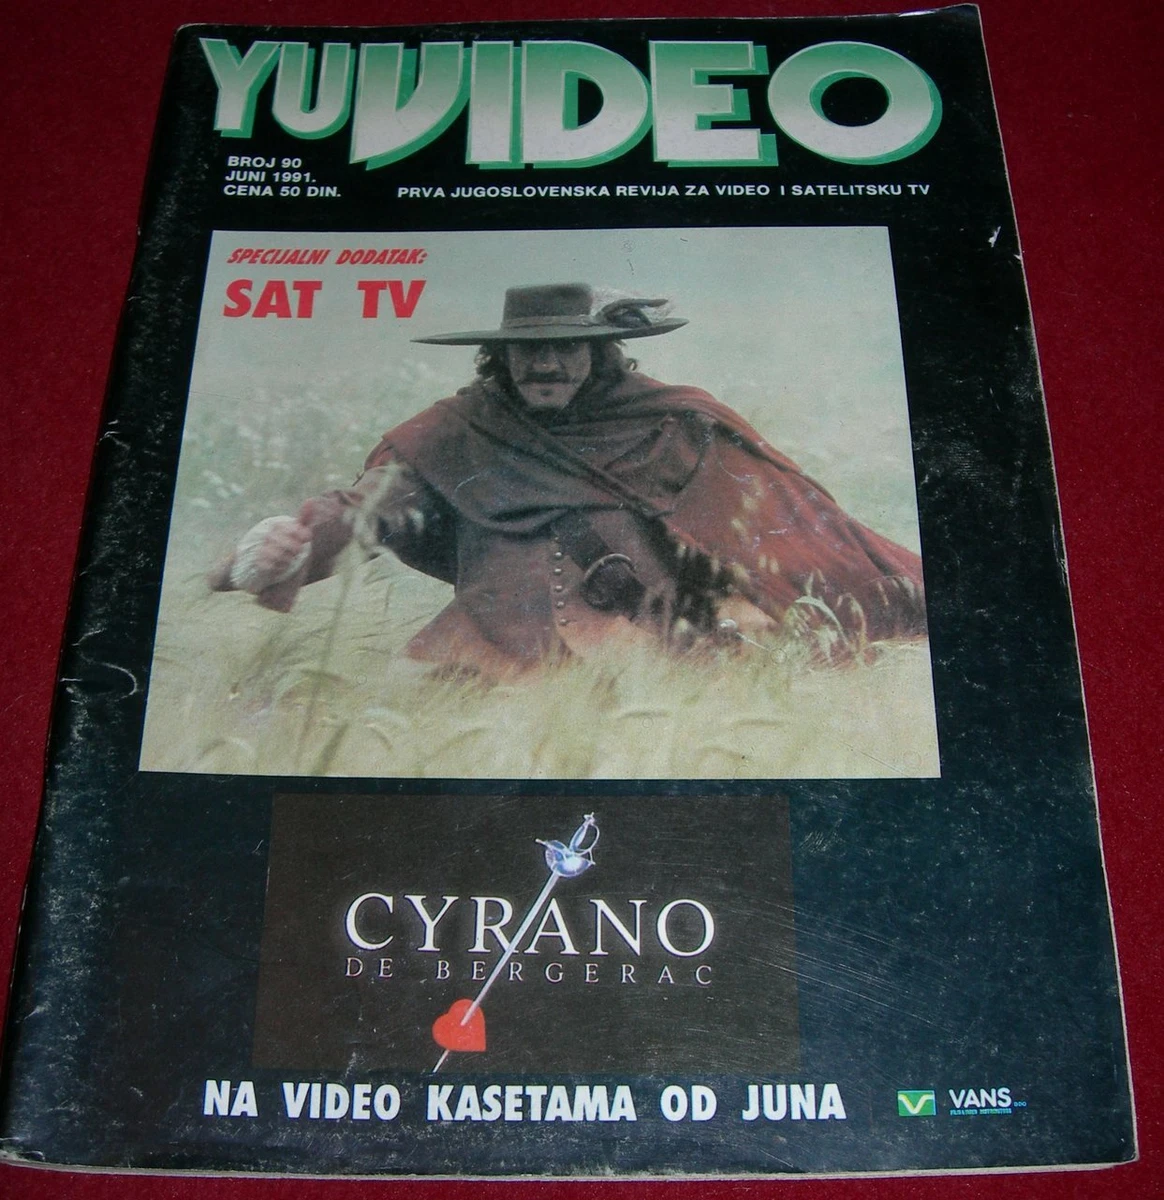 YUVIDEO
BROJ 90
JUNI 1991.
CENA 50 DIN.
PRVA JUGOSLOVENSKA REVIJA ZA VIDEO I SATELITSKU TV
SPECIJALNI DODATAK:
SAT TV
CYRANO
DE BERGERAC
NA VIDEO KASETAMA OD JUNA
VANS